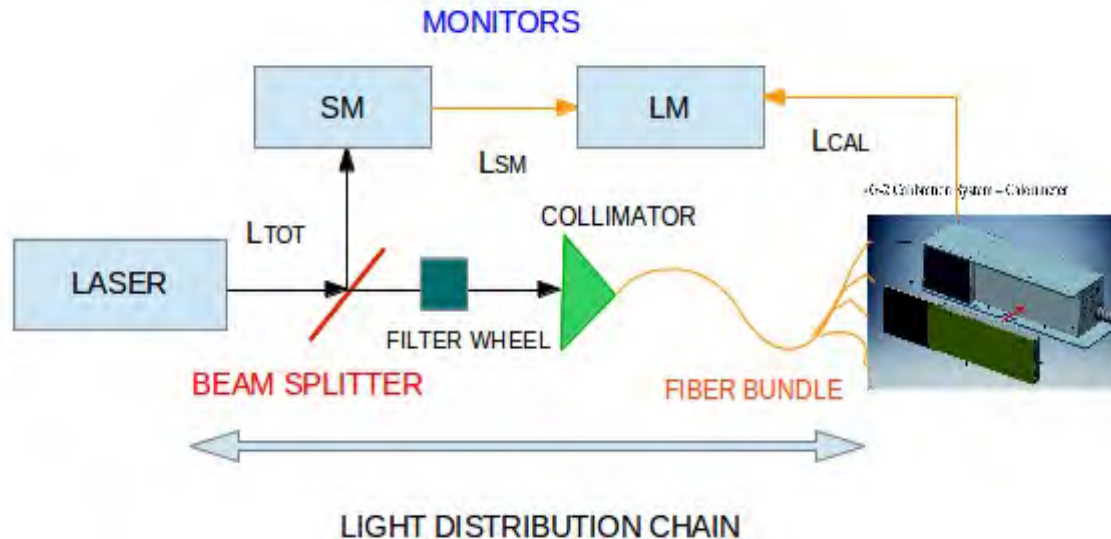 MONITORS
SM
LM
LSM
LCAL
LTOT
COLLIMATOR
LASER
FILTER WHEEL
BEAM SPLITTER
FIBER BUNDLE
LIGHT DISTRIBUTION CHAIN